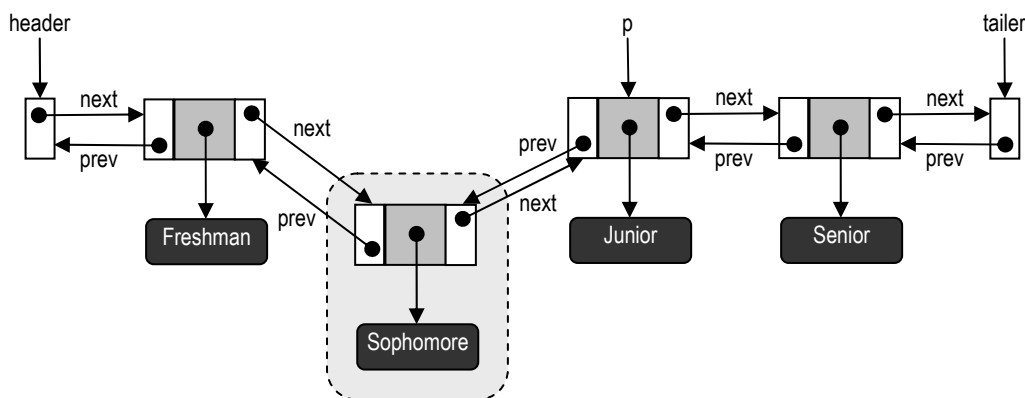 header
p
tailer
next
next
next
next
prev
prev
prev
prev
prev
next
Freshman
Junior
Senior
Sophomore